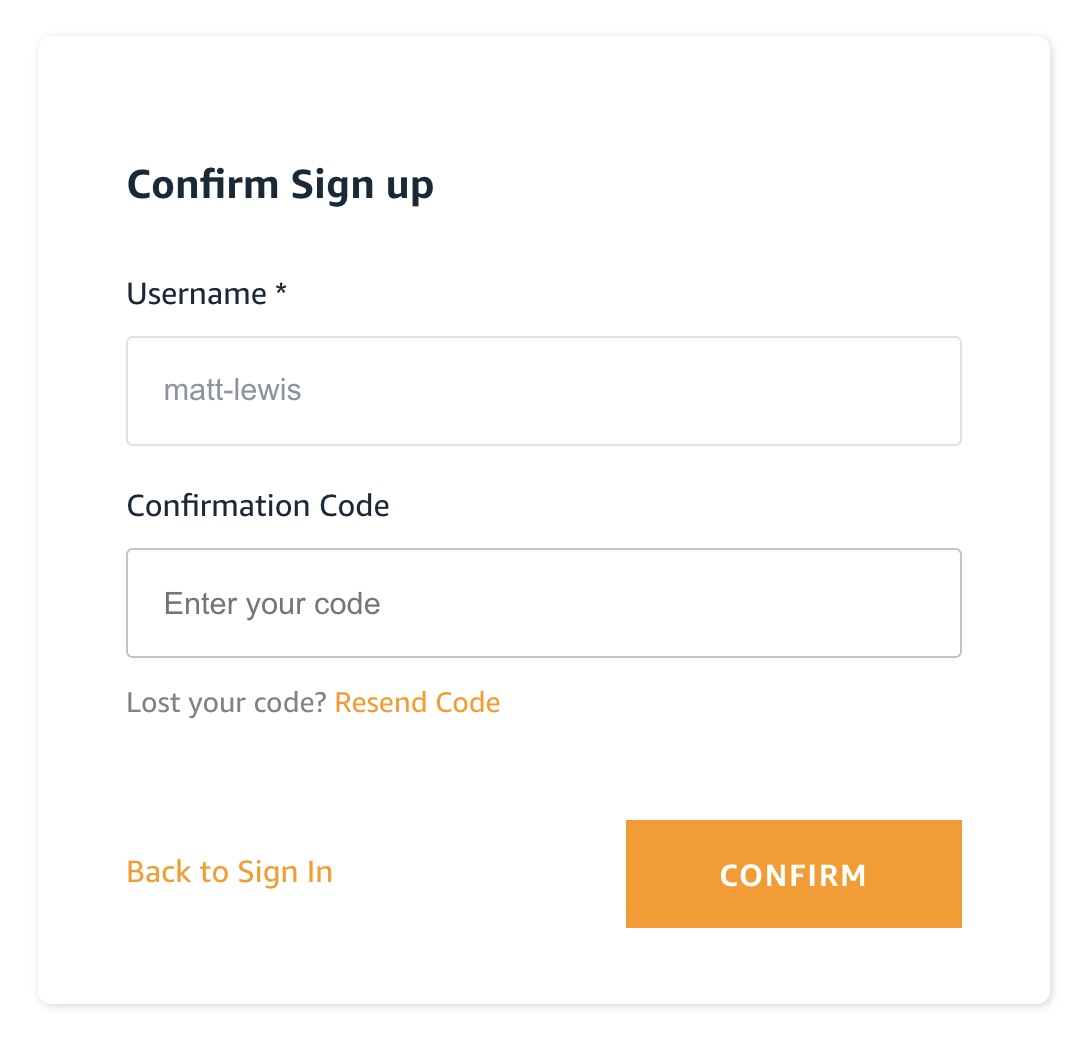 Confirm Sign up
Username *
matt-lewis
Confirmation Code
Enter your code
Lost your code? Resend Code
Back to Sign In
CONFIRM